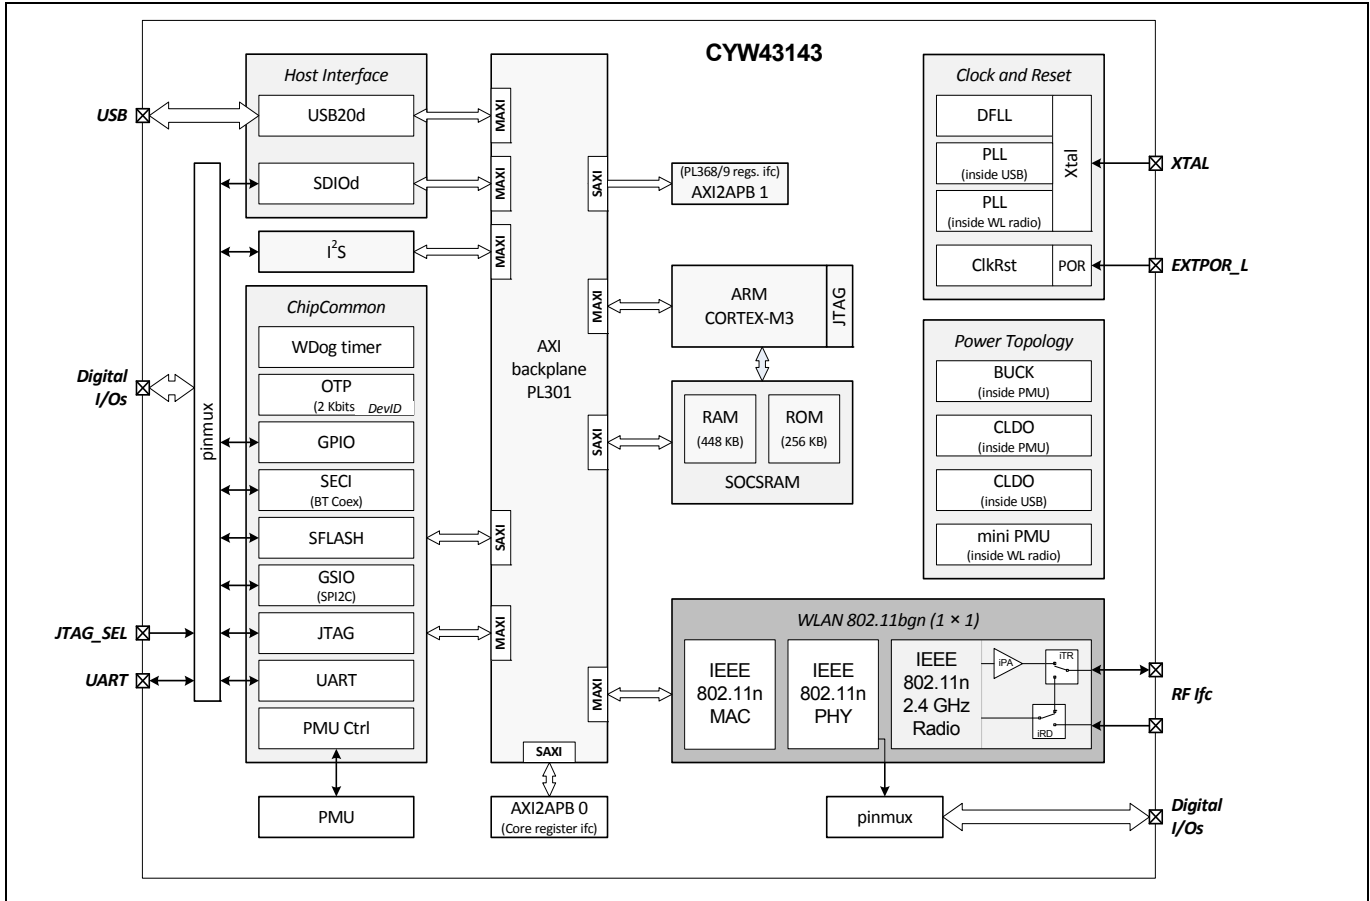 CYW43143
Host Interface
USB20d
SDIOd
I2S
USB
Digital
I/Os
JTAG_SEL
UART
pinmux
ChipCommon
WDog timer
OTP
(2 Kbits
DevID
GPIO
SECI
(BT Coex)
SFLASH
GSIO
(SPI2C)
JTAG
UART
PMU Ctrl
PMU
MAXI
MAXI
MAXI
SAXI
MAXI
AXI
backplane
PL301
SAXI
MAXI
SAXI
MAXI
SAXI
AXI2APB 0
(Core register ifc)
(PL368/9 regs. ifc)
AXI2APB 1
ARM
CORTEX-M3
JTAG
RAM
(448 KB)
ROM
(256 KB)
SOCSRAM
Clock and Reset
DFLL
PLL
(inside USB)
PLL
(inside WL radio)
Xtal
ClkRst
POR
XTAL
EXTPOR_L
Power Topology
BUCK
(inside PMU)
CLDO
(inside PMU)
CLDO
(inside USB)
mini PMU
(inside WL radio)
WLAN 802.11bgn (1 × 1)
IEEE
802.11n
MAC
IEEE
802.11n
PHY
IEEE
802.11n
2.4 GHz
Radio
iPA
iTR
iRD
RF Ifc
pinmux
Digital
I/Os